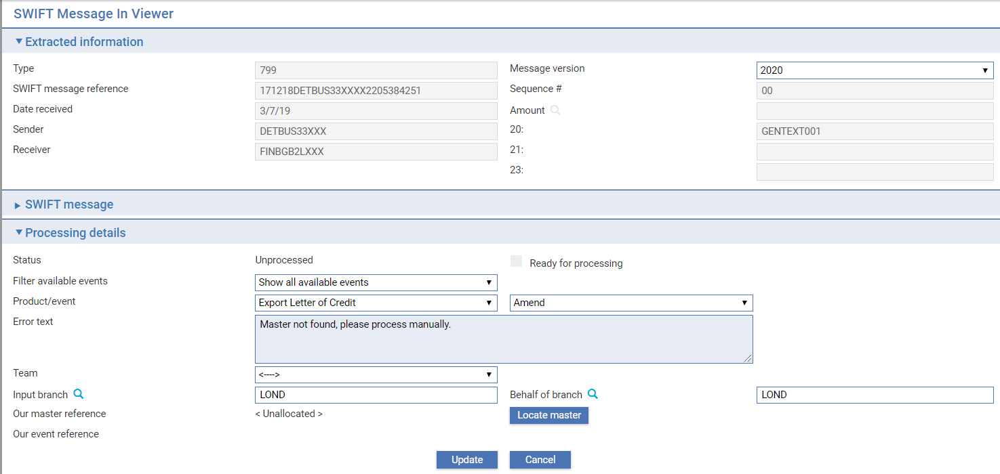 SWIFT Message In Viewer
Extracted information
Type 799 Message version 2020
SWIFT message reference 171218DETBUS33XXXX2205384251 Sequence # 00
Date received 3/7/19 Amount
Sender DETBUS33XXX 20: GENTEXT001
Receiver FINBGB2LXXX 21:
23:
SWIFT message
Processing details
Status Unprocessed Ready for processing
Filter available events Show all available events
Product/event Export Letter of Credit Amend
Error text Master not found, please process manually.
Team <---->
Input branch LOND Behalf of branch LOND
Our master reference < Unallocated > Locate master
Our event reference
Update Cancel